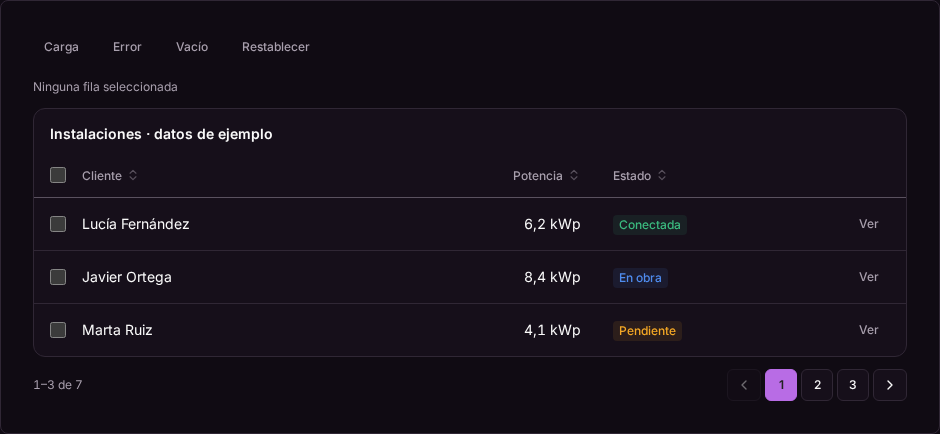 Carga Error Vacío Restablecer
Ninguna fila seleccionada
Instalaciones · datos de ejemplo
Cliente Potencia Estado
Lucía Fernández 6,2 kWp Conectada Ver
Javier Ortega 8,4 kWp En obra Ver
Marta Ruiz 4,1 kWp Pendiente Ver
1–3 de 7 1 2 3